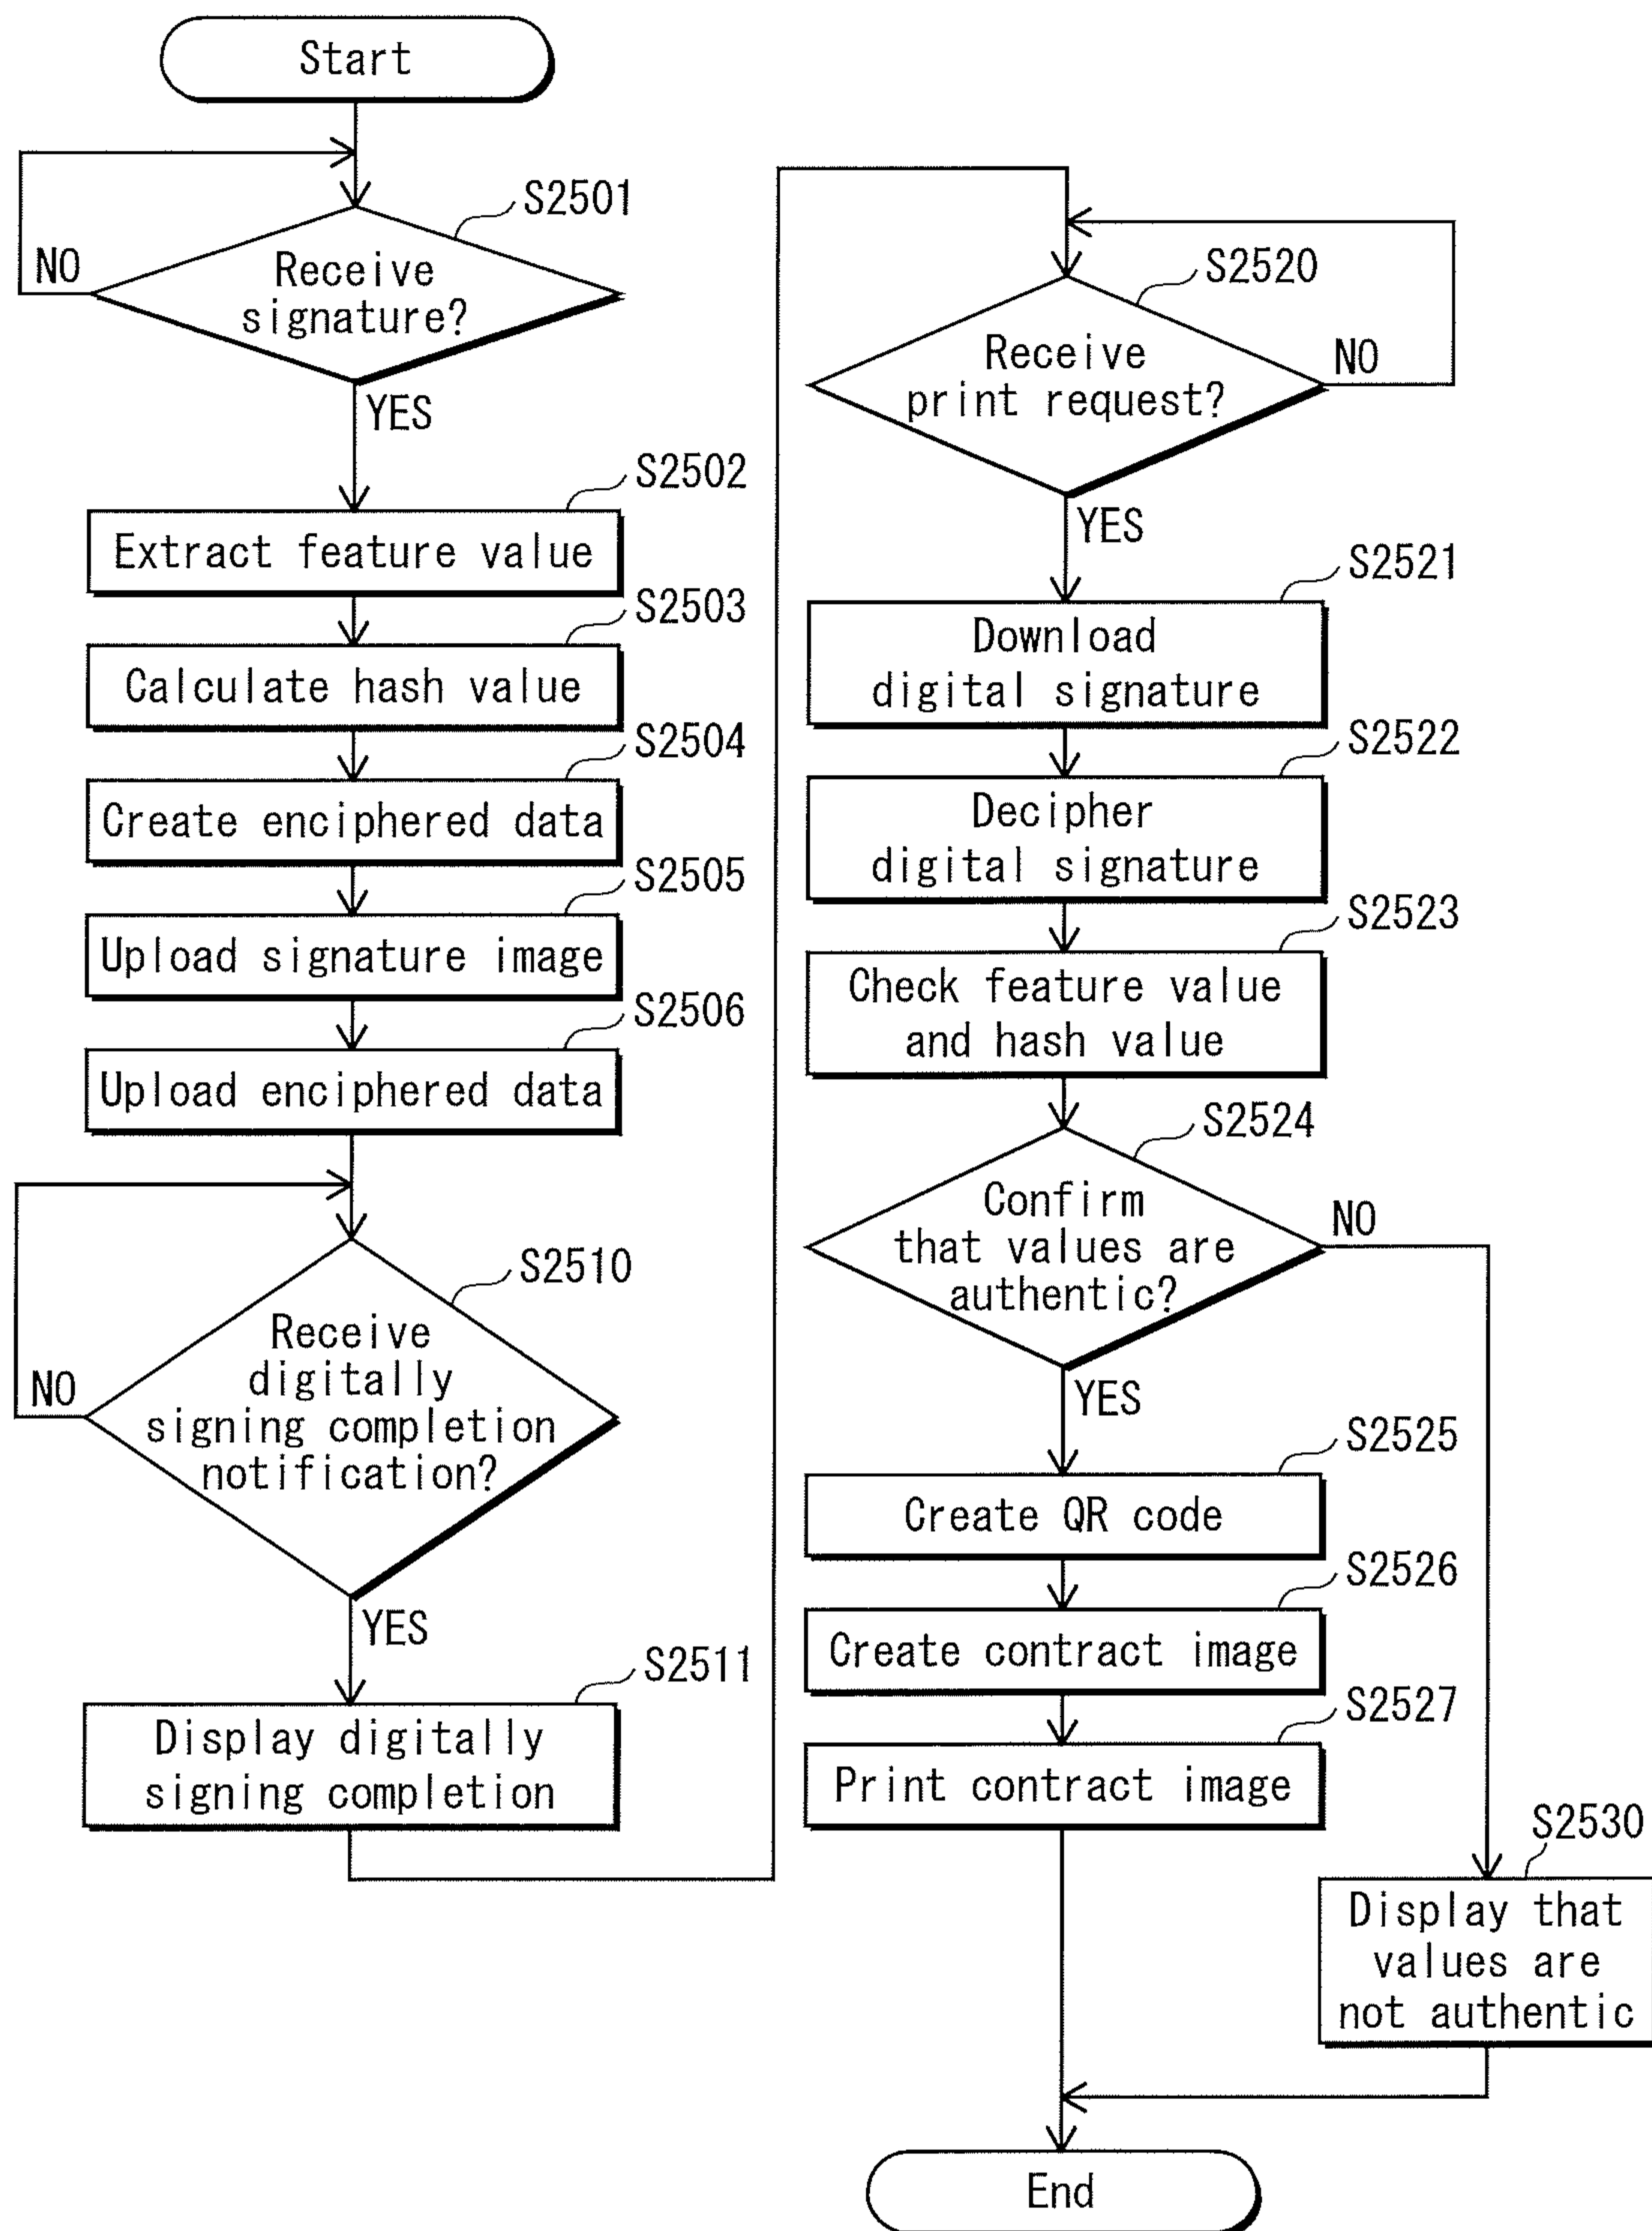 Start
S2501
NO
Receive
signature?
YES
S2502
Extract feature value
S2503
Calculate hash value
S2504
Create enciphered data
S2505
Upload signature image
S2506
Upload enciphered data
S2510
Receive
digitally
signing completion
notification?
NO
YES
S2511
Display digitally
signing completion
S2520
Receive
print request?
NO
YES
S2521
Download
digital signature
S2522
Decipher
digital signature
S2523
Check feature value
and hash value
S2524
Confirm
that values are
authentic?
NO
YES
S2525
Create QR code
S2526
Create contract image
S2527
Print contract image
S2530
Display that
values are
not authentic
End